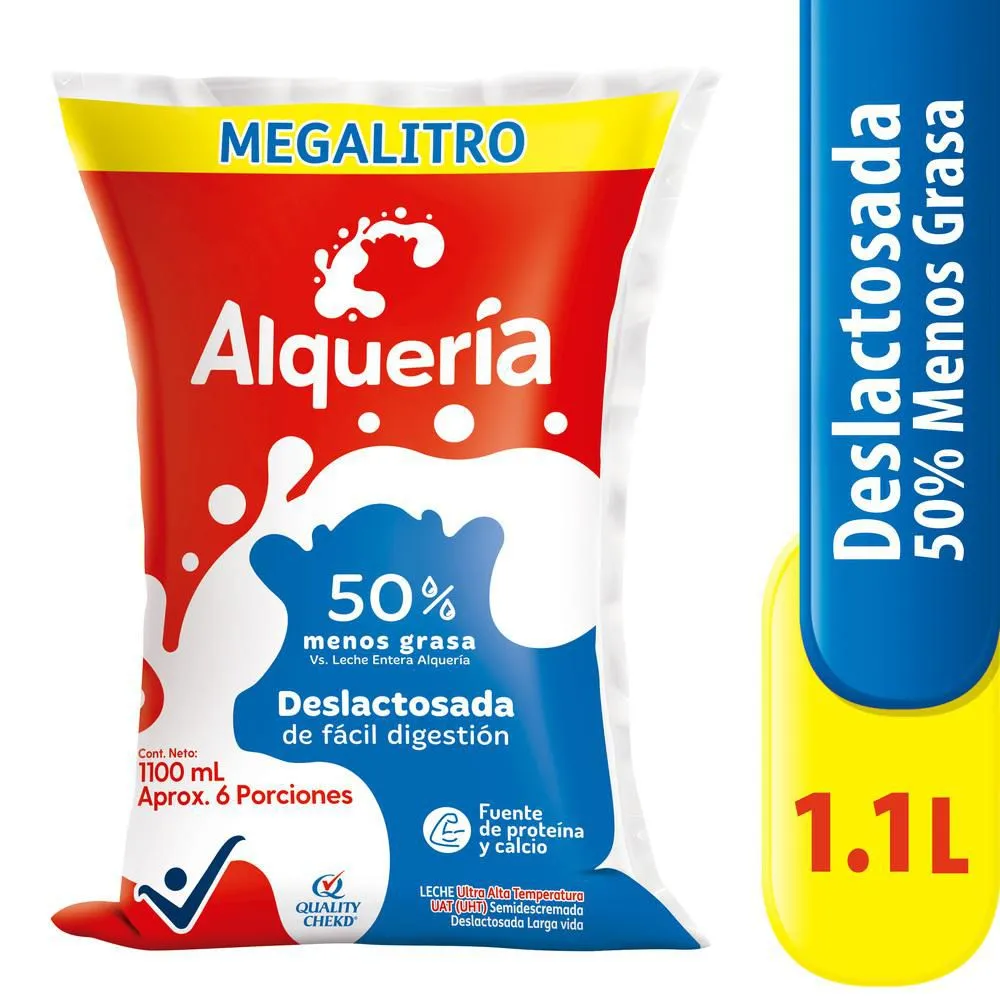 MEGALITRO
Alquería
50%
menos grasa
Vs. Leche Entera Alquería
Deslactosada
de fácil digestión
Cont. Neto:
1100 mL
Aprox. 6 Porciones
Fuente
de proteína
y calcio
Q
QUALITY
CHEKD®
LECHE Ultra Alta Temperatura
UAT (UHT) Semidescremada
Deslactosada Larga vida
Deslactosada
50% Menos Grasa
1.1L